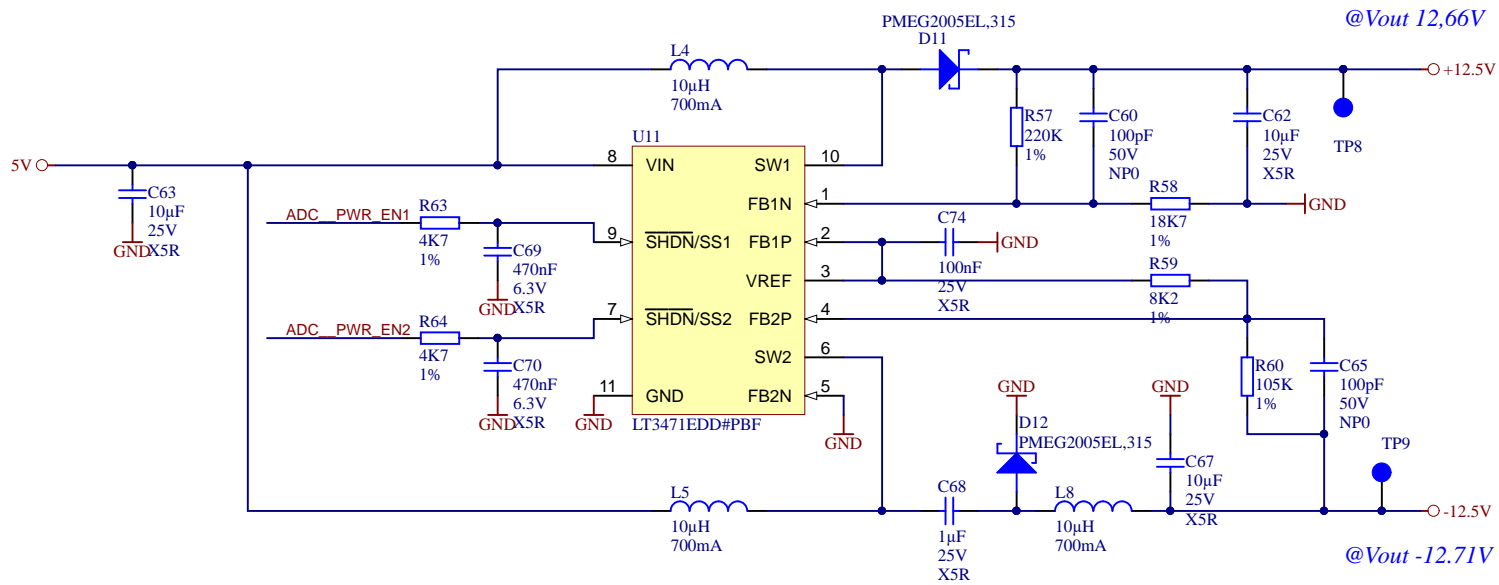 @Vout 12,66V
PMEG2005EL,315
D11
L4
10µH
700mA
+12.5V
TP8
R57
220K
1%
C60
100pF
50V
NP0
C62
10µF
25V
X5R
U11
5V
8 VIN
SW1 10
C63
10µF
25V
X5R
GND
FB1N 1
R58
18K7
1%
GND
ADC__PWR_EN1
R63
4K7
1%
9 SHDN/SS1
FB1P 2
C74
100nF
25V
X5R
GND
C69
470nF
6.3V
X5R
GND
VREF 3
R59
8K2
1%
ADC__PWR_EN2
R64
4K7
1%
7 SHDN/SS2
FB2P 4
C70
470nF
6.3V
X5R
GND
SW2 6
R60
105K
1%
C65
100pF
50V
NP0
11 GND
GND
FB2N 5
GND
LT3471EDD#PBF
GND
D12
PMEG2005EL,315
GND
C67
10µF
25V
X5R
TP9
L5
10µH
700mA
C68
1µF
25V
X5R
L8
10µH
700mA
-12.5V
@Vout -12.71V